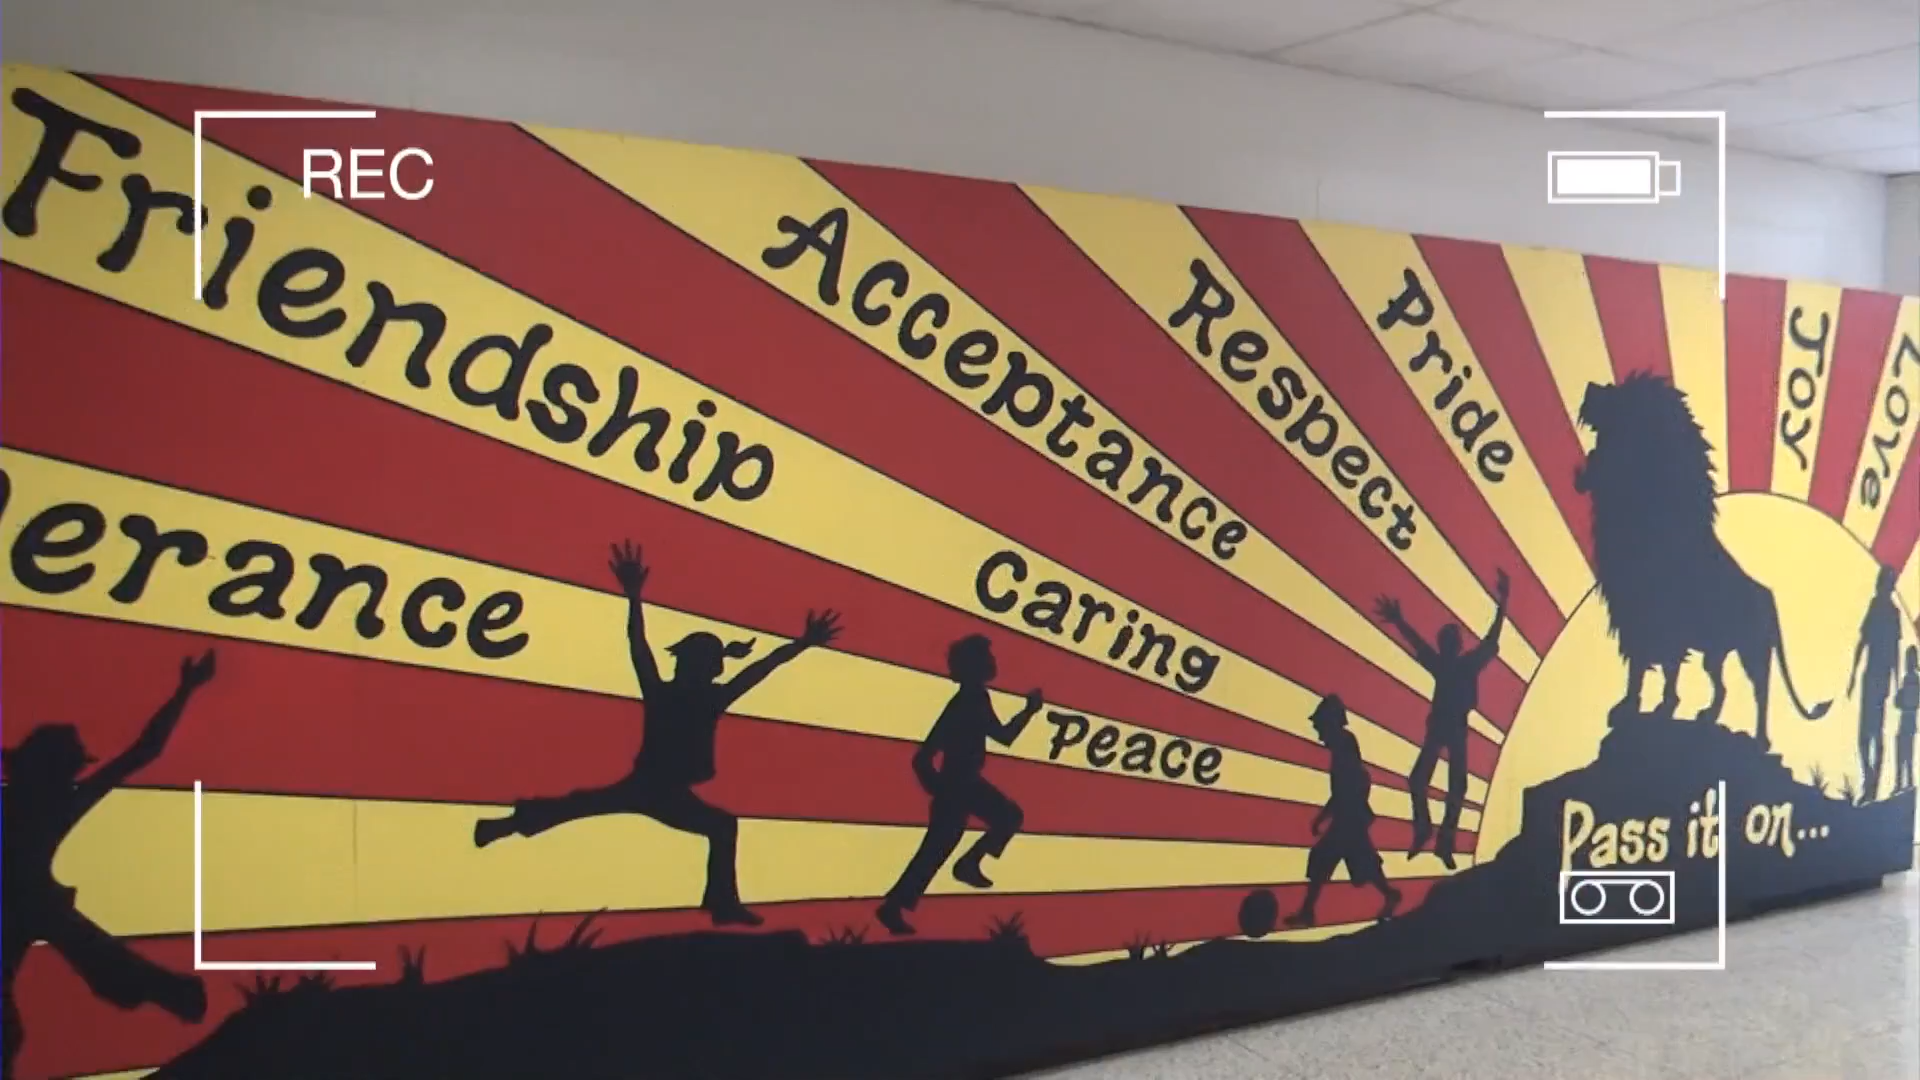 REC
Friendship
Acceptance
Respect
Pride
Joy
Love
erance
Caring
Peace
Pass it on...